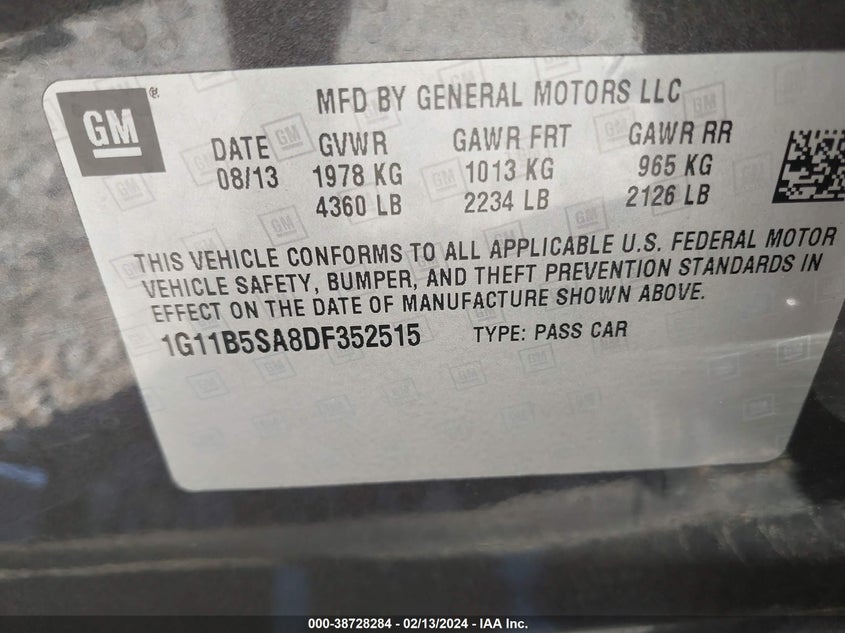 GM ®
MFD BY GENERAL MOTORS LLC
DATE GVWR GAWR FRT GAWR RR
08/13 1978 KG 1013 KG 965 KG
4360 LB 2234 LB 2126 LB
THIS VEHICLE CONFORMS TO ALL APPLICABLE U.S. FEDERAL MOTOR
VEHICLE SAFETY, BUMPER, AND THEFT PREVENTION STANDARDS IN
EFFECT ON THE DATE OF MANUFACTURE SHOWN ABOVE.
1G11B5SA8DF352515 TYPE: PASS CAR
000-38728284 - 02/13/2024 - IAA Inc.